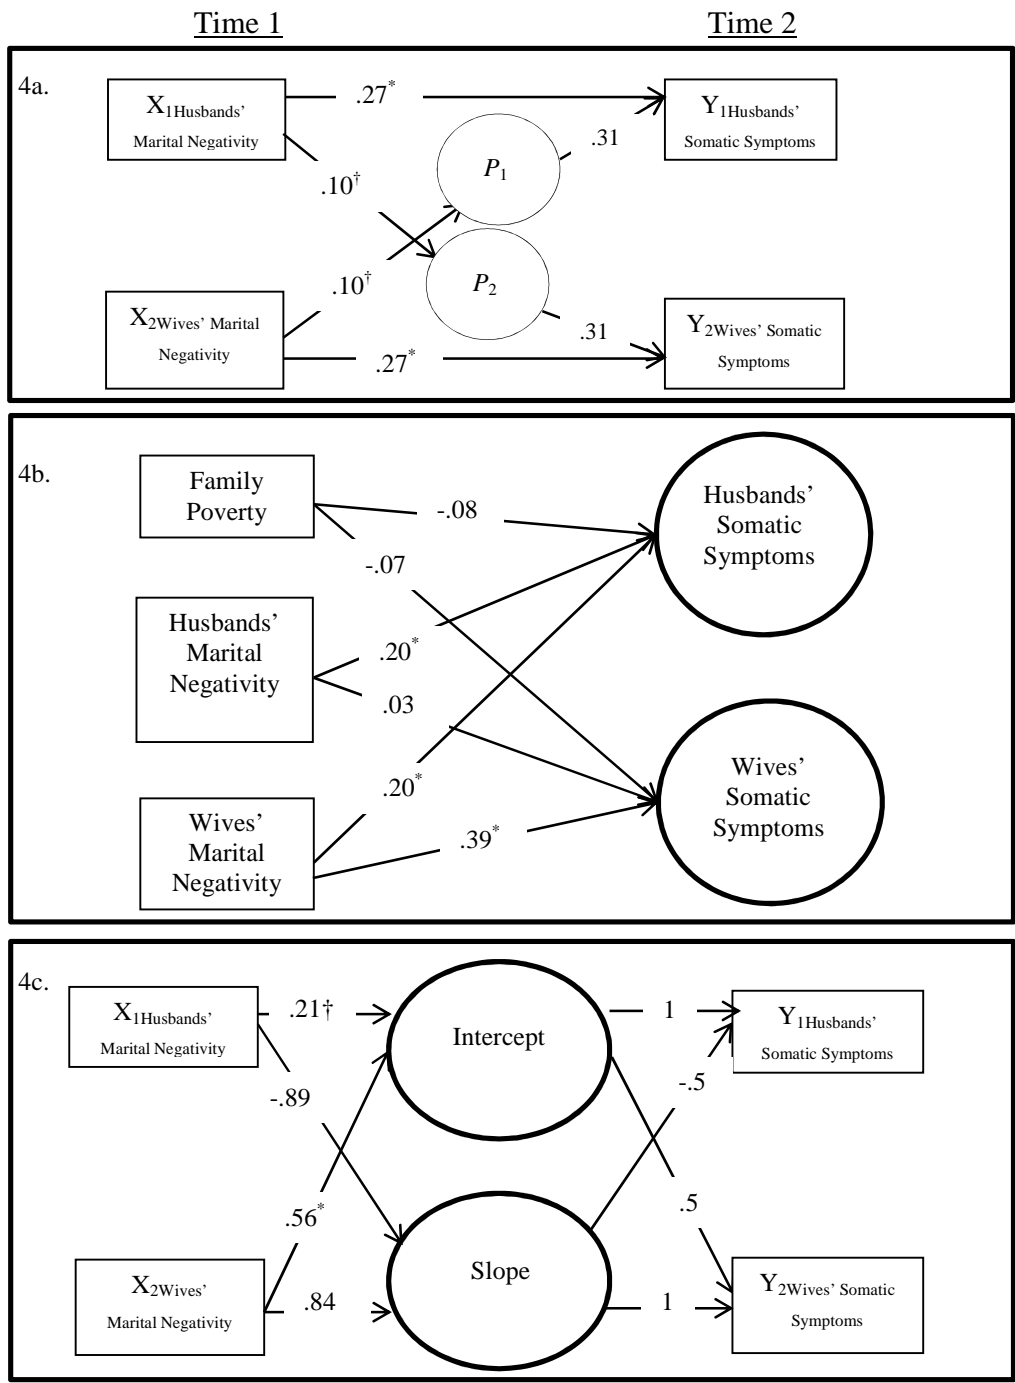 Time 1
Time 2
4a.
X1Husbands’
Marital Negativity
.27*
Y1Husbands’
Somatic Symptoms
P1
.31
.10†
P2
.10†
X2Wives’ Marital
Negativity
.27*
.31
Y2Wives’ Somatic
Symptoms
4b.
Family
Poverty
-.08
-.07
Husbands’
Somatic
Symptoms
Husbands’
Marital
Negativity
.20*
.03
Wives’
Marital
Negativity
.20*
.39*
Wives’
Somatic
Symptoms
4c.
X1Husbands’
Marital Negativity
.21†
Intercept
1
Y1Husbands’
Somatic Symptoms
-.89
-.5
.56*
.5
X2Wives’
Marital Negativity
.84
Slope
1
Y2Wives’ Somatic
Symptoms